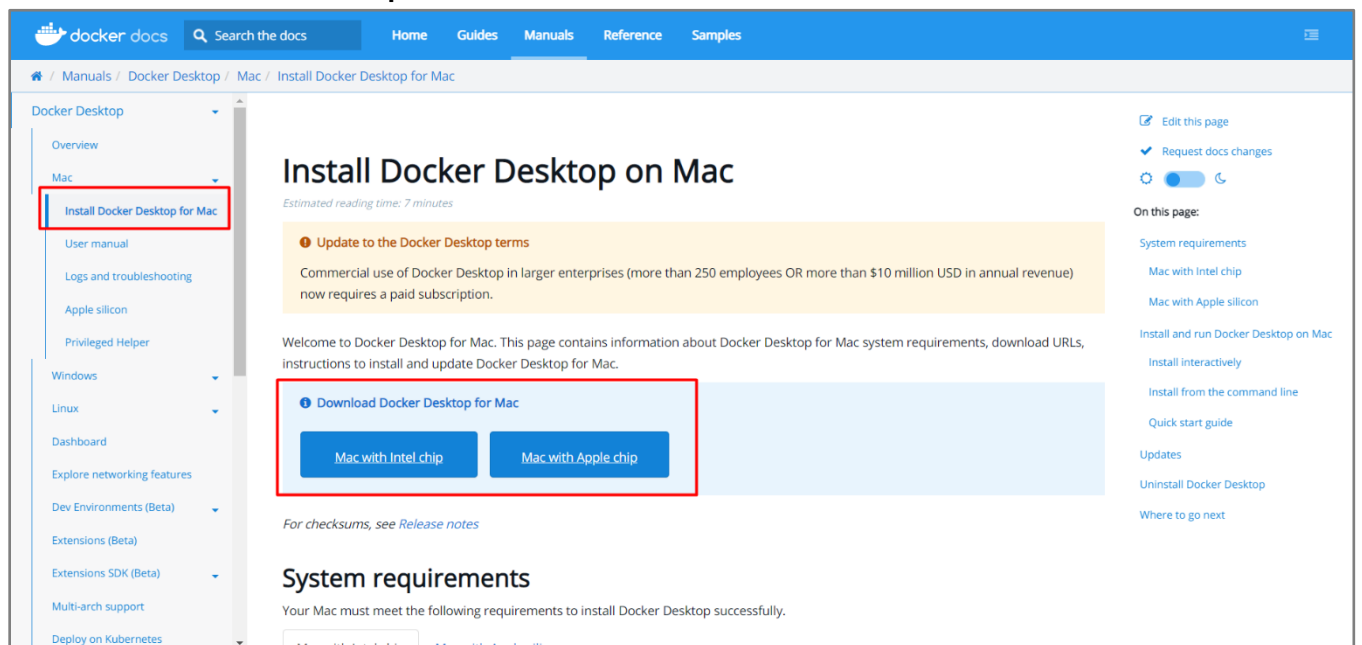 docker docs Search the docs Home Guides Manuals Reference Samples
/ Manuals / Docker Desktop / Mac / Install Docker Desktop for Mac
Docker Desktop
Overview
Mac
Install Docker Desktop for Mac
User manual
Logs and troubleshooting
Apple silicon
Privileged Helper
Windows
Linux
Dashboard
Explore networking features
Dev Environments (Beta)
Extensions (Beta)
Extensions SDK (Beta)
Multi-arch support
Deploy on Kubernetes
Install Docker Desktop on Mac
Estimated reading time: 7 minutes
Update to the Docker Desktop terms
Commercial use of Docker Desktop in larger enterprises (more than 250 employees OR more than $10 million USD in annual revenue)
now requires a paid subscription.
Welcome to Docker Desktop for Mac. This page contains information about Docker Desktop for Mac system requirements, download URLs,
instructions to install and update Docker Desktop for Mac.
Download Docker Desktop for Mac
Mac with Intel chip Mac with Apple chip
For checksums, see Release notes
System requirements
Your Mac must meet the following requirements to install Docker Desktop successfully.
Edit this page
Request docs changes
On this page:
System requirements
Mac with Intel chip
Mac with Apple silicon
Install and run Docker Desktop on Mac
Install interactively
Install from the command line
Quick start guide
Updates
Uninstall Docker Desktop
Where to go next